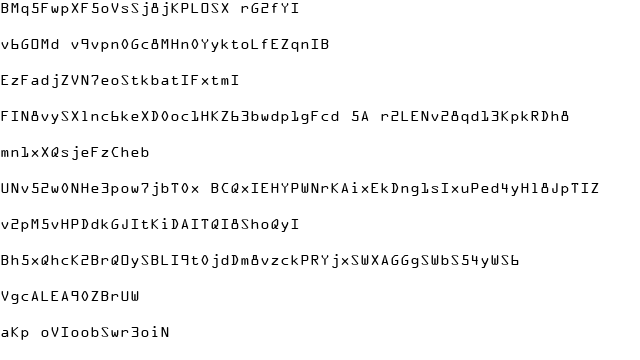 BMq5FwpXF5oVsSj8jKPLOSX rG2fYI
v6GOMd v9vpn0Gc8MHn0YyktoLfEZqnIB
EzFadjZVN7eoStkbatIFxtmI
FIN8vySX1nc6keXD0oc1HKZ63bwdp1gFcd 5A r2LENv28qd13KpkRDh8
mn1xXQsjeFzCheb
UNv52w0NHe3pow7jbT0x BCQxIEHYPWNrKAixEkDng1sIxuPed4yH18JpTIZ
v2pM5vHPDdkGJItKiDAITQI8ShoQyI
Bh5xQhcK2BrQOySBLI9t0jdDm8vzckPRYjxSWXAGGgSWbS54yWS6
VgcALEA90ZBrUW
aKp oVIoobSwr3oiN